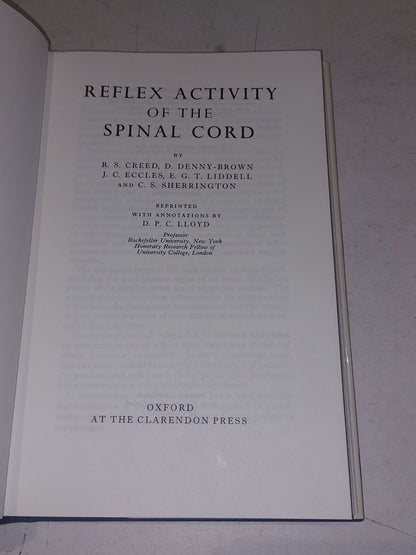 REFLEX ACTIVITY
OF THE
SPINAL CORD
BY
R. S. CREED, D. DENNY-BROWN
J. C. ECCLES, E. G. T. LIDDELL
AND C. S. SHERRINGTON
REPRINTED
WITH ANNOTATIONS BY
D. P. C. LLOYD
Professor
Rockefeller University, New York
Honorary Research Fellow of
University College, London
OXFORD
AT THE CLARENDON PRESS